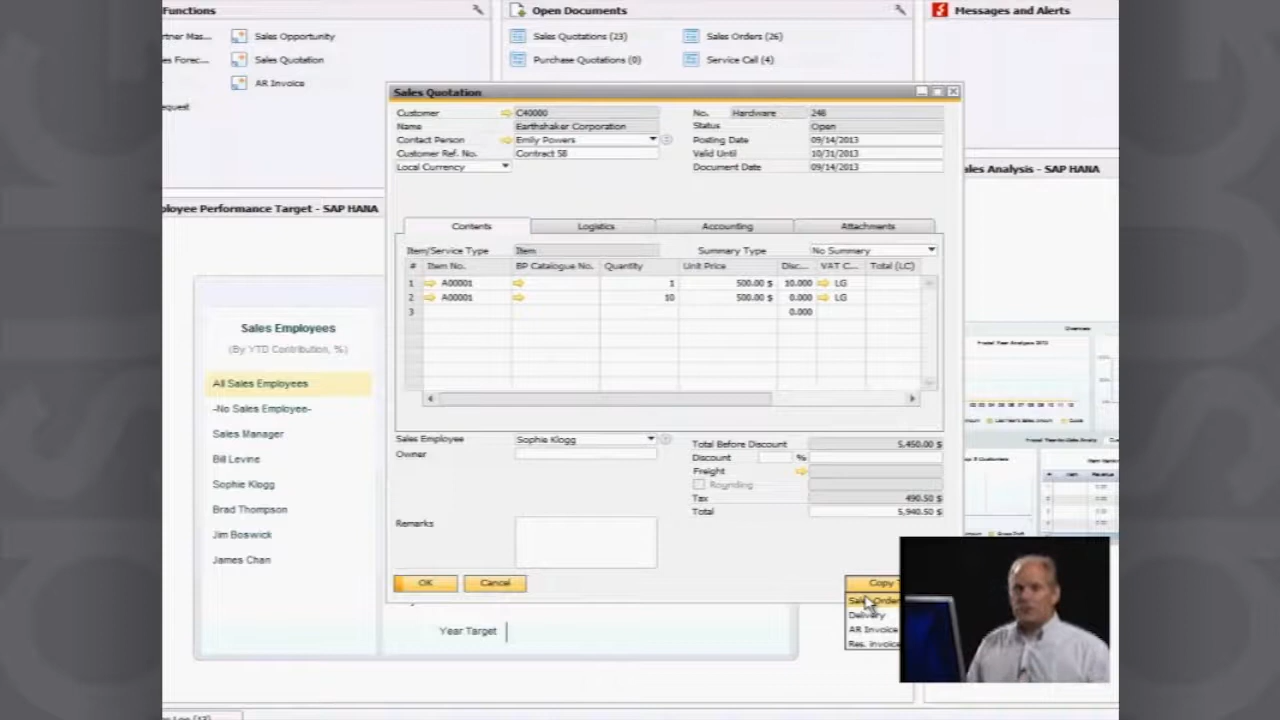 Functions
Open Documents
Messages and Alerts
Sales Opportunity
Sales Quotations (23)
Sales Orders (26)
Sales Quotation
Purchase Quotations (0)
Service Call (4)
AR Invoice
Sales Quotation
Customer C40000 No. Hardware 248
Name Earthshaker Corporation Status Open
Contact Person Emily Powers Posting Date 09/14/2013
Customer Ref. No. Contract 58 Valid Until 10/31/2013
Local Currency Document Date 09/14/2013
Analysis - SAP HANA
Performance Target - SAP HANA
Contents Logistics Accounting Attachments
Item/Service Type Item Summary Type No Summary
# Item No. BP Catalogue No. Quantity Unit Price Disc... VAT C... Total (LC)
1 A00001 1 500.00 $ 10.000 LG
2 A00001 10 500.00 $ 0.000 LG
3 0.000
Sales Employees
(By YTD Contribution, %)
All Sales Employees
-No Sales Employee-
Sales Manager
Bill Levine
Sophie Klogg
Brad Thompson
Jim Boswick
James Chan
Sales Employee Sophie Klogg
Owner
Total Before Discount 5,450.00 $
Discount %
Freight
Rounding
Tax 490.50 $
Total 5,940.50 $
Remarks
OK Cancel Copy
Delivery
AR Invoice
Res. Invoice
Year Target